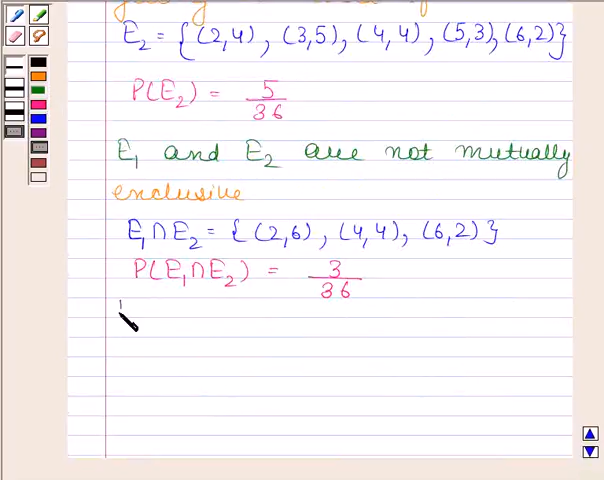 E₂ = {(2,4), (3,5), (4,4), (5,3), (6,2)}
P(E₂) = 5/36
E₁ and E₂ are not mutually
exclusive
E₁∩E₂ = {(2,6), (4,4), (6,2)}
P(E₁∩E₂) = 3/36